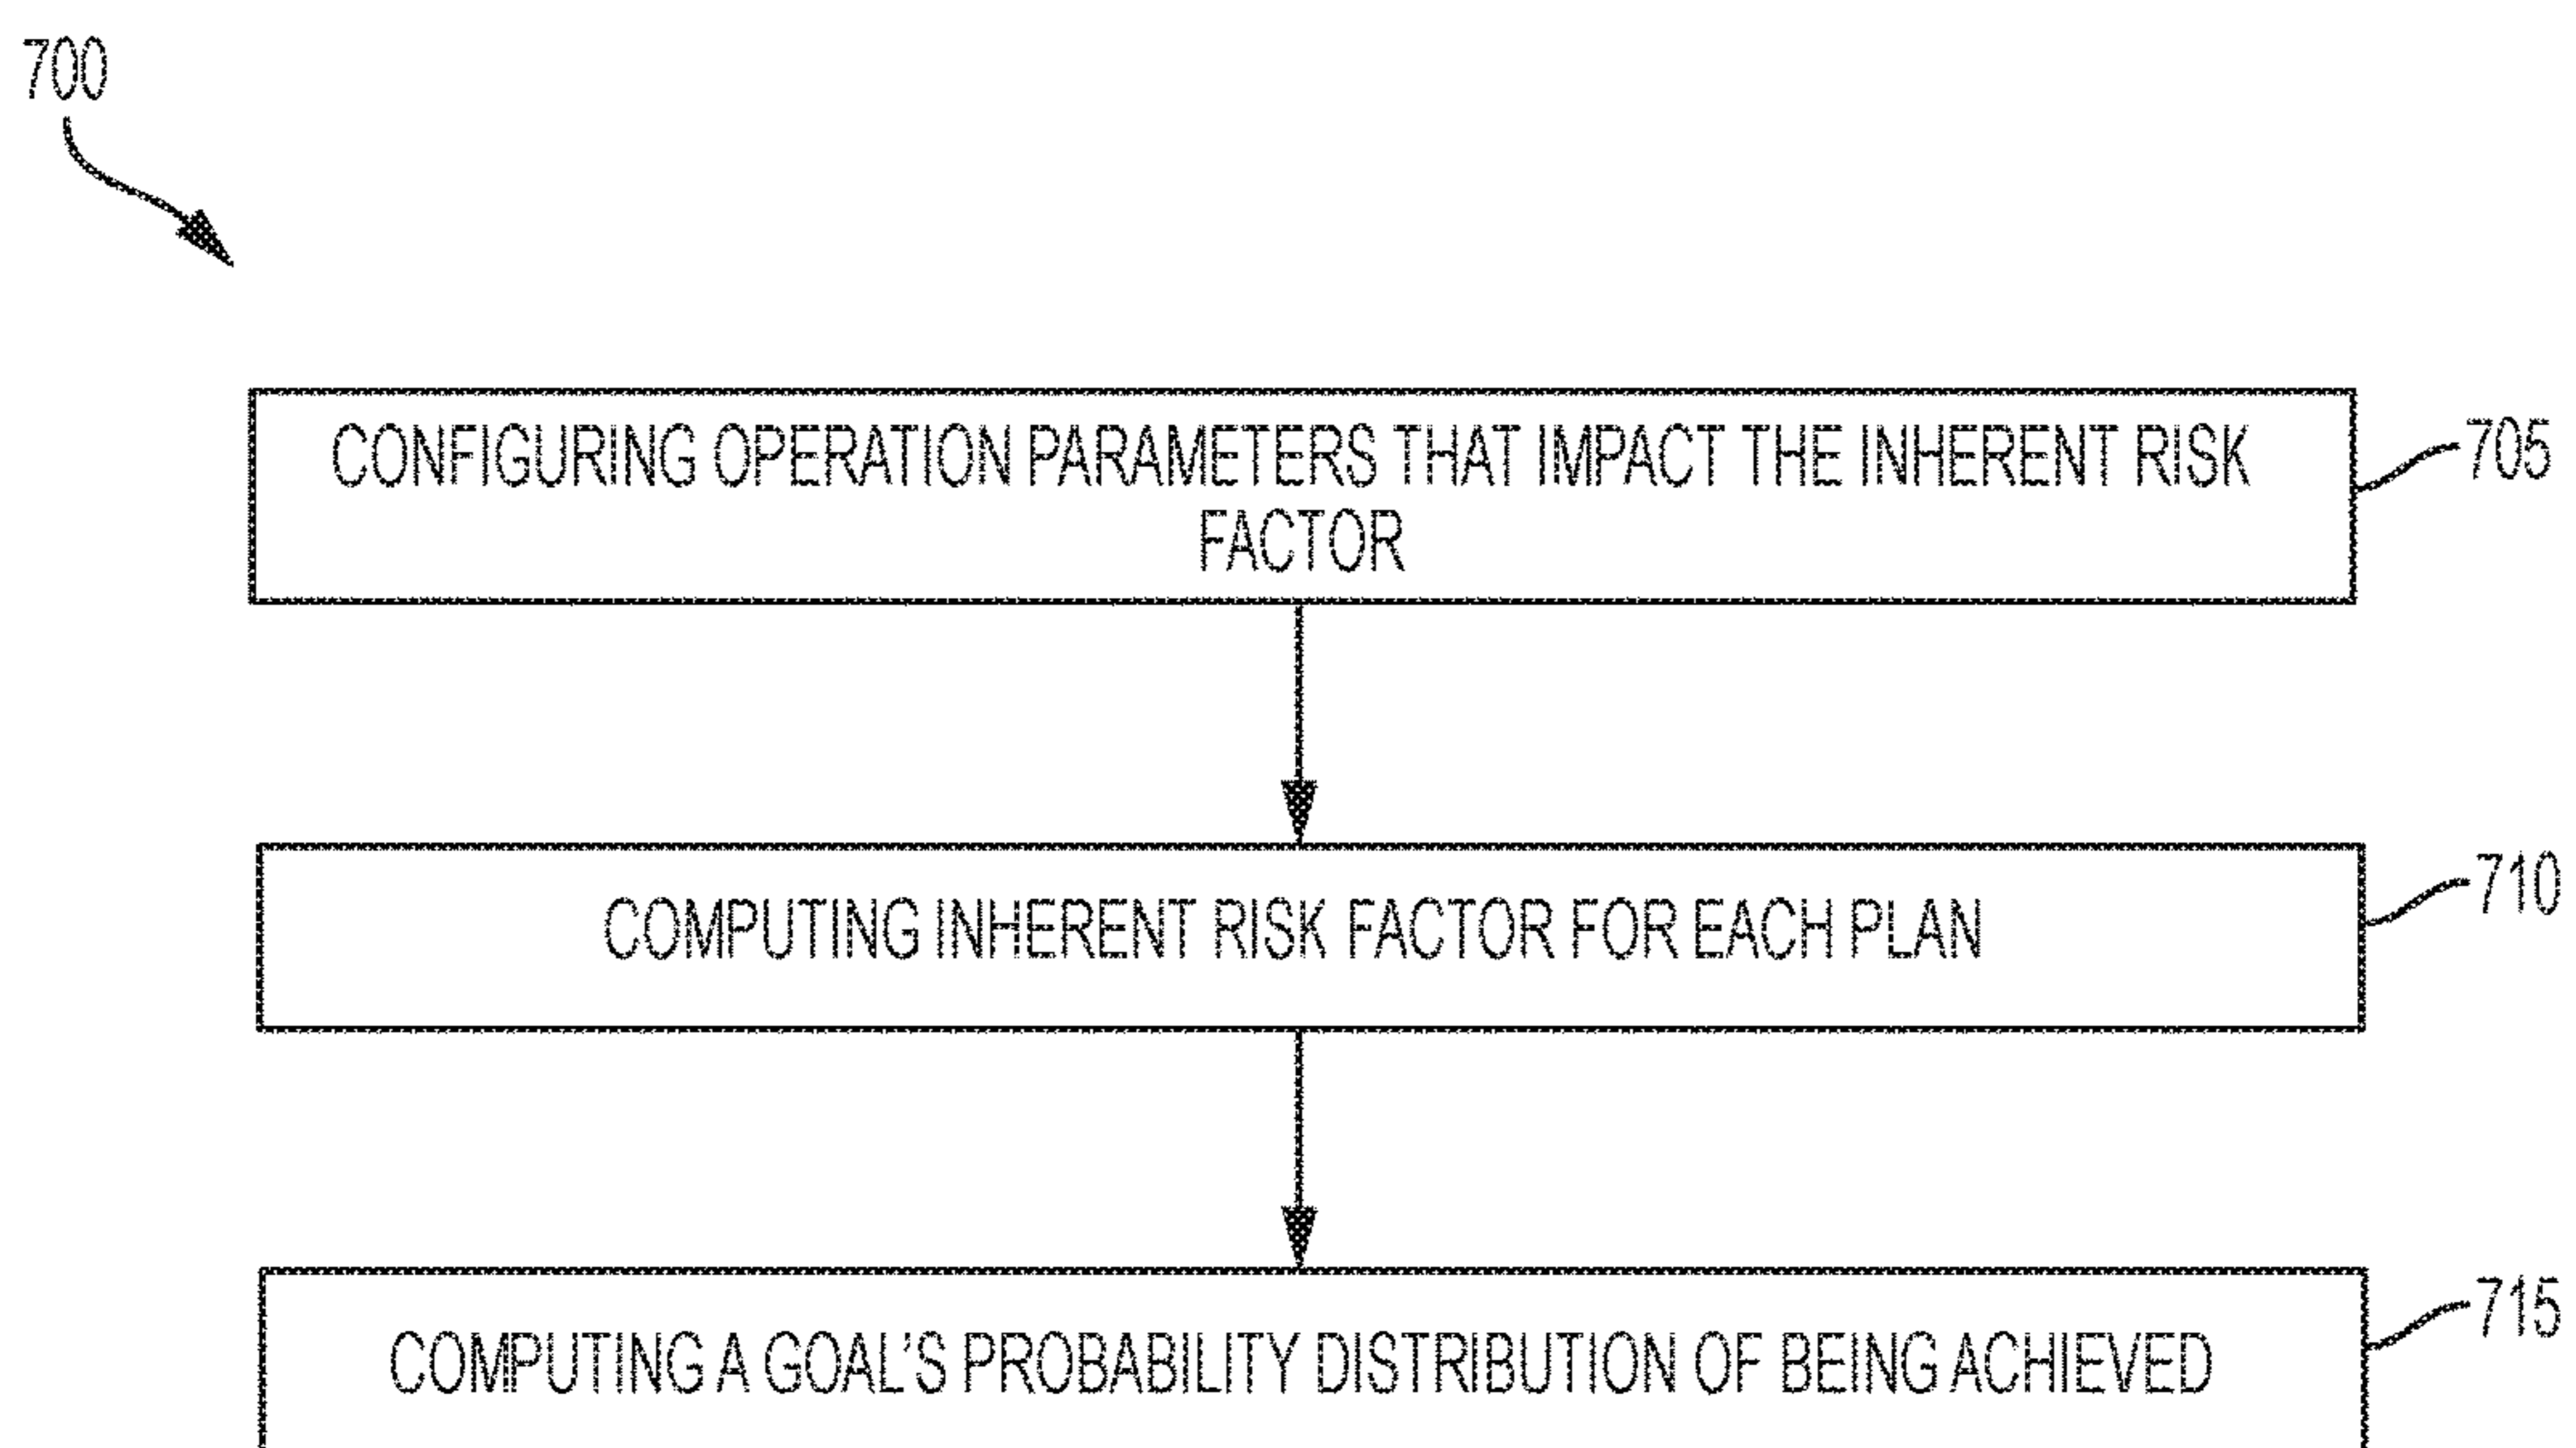 700
CONFIGURING OPERATION PARAMETERS THAT IMPACT THE INHERENT RISK
FACTOR
705
COMPUTING INHERENT RISK FACTOR FOR EACH PLAN
710
COMPUTING A GOAL'S PROBABILITY DISTRIBUTION OF BEING ACHIEVED
715